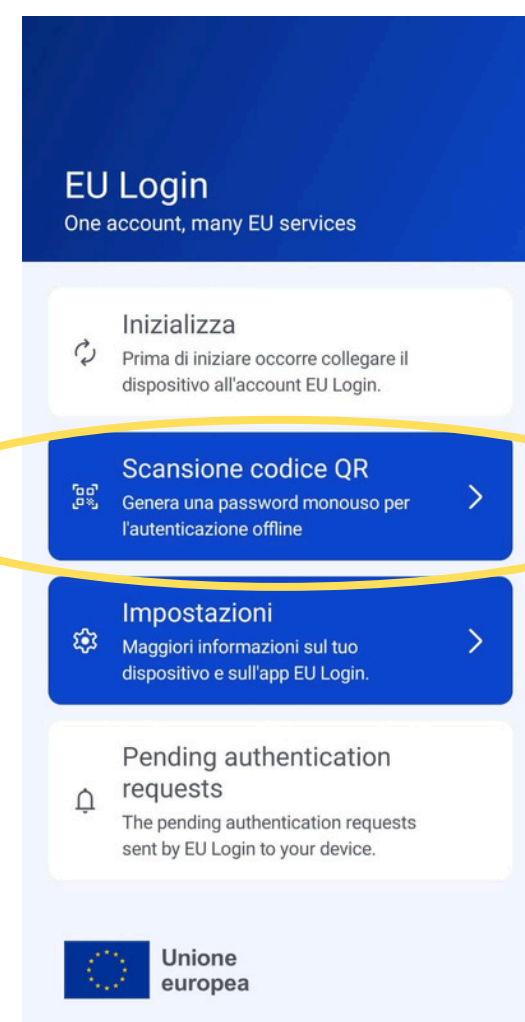 EU Login
One account, many EU services
Inizializza
Prima di iniziare occorre collegare il
dispositivo all'account EU Login.
Scansione codice QR
Genera una password monouso per
l'autenticazione offline
Impostazioni
Maggiori informazioni sul tuo
dispositivo e sull'app EU Login.
Pending authentication
requests
The pending authentication requests
sent by EU Login to your device.
Unione
europea